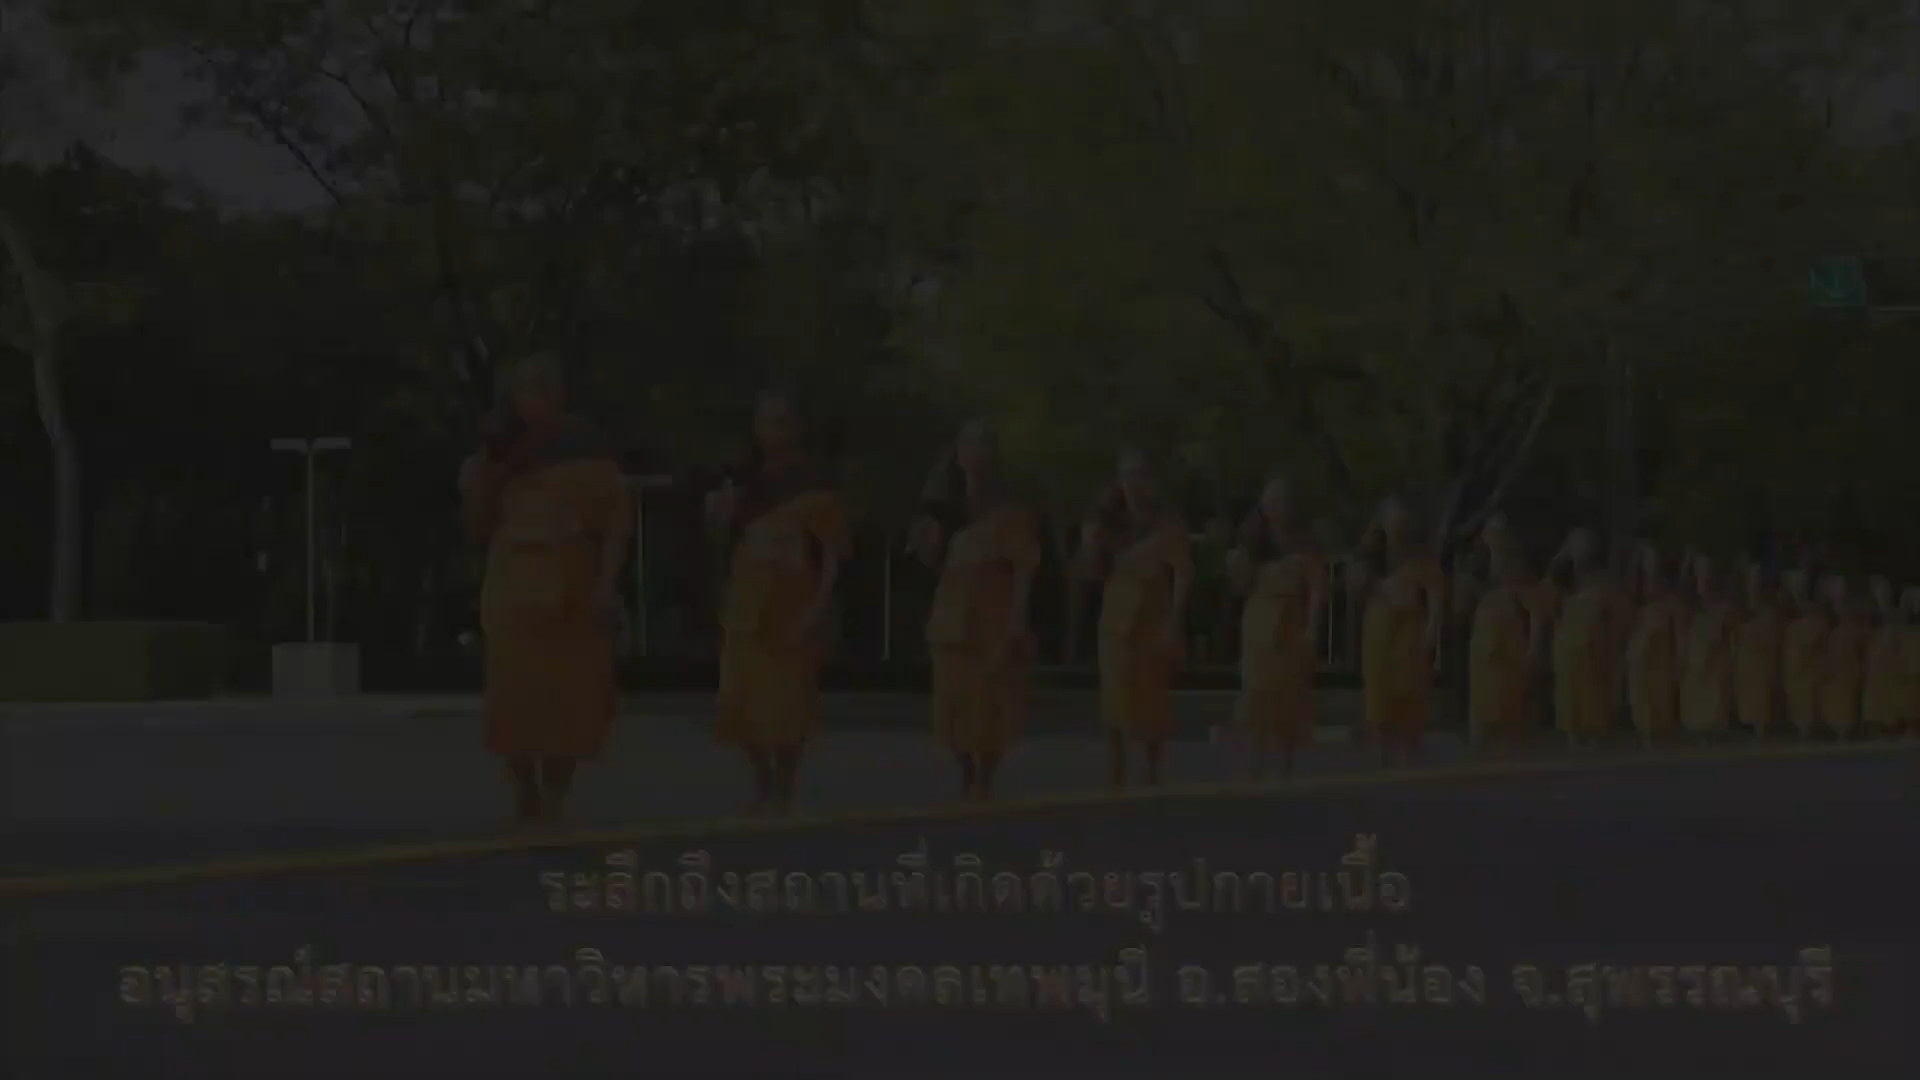 ระลึกถึงสถานที่เกิดด้วยรูปกายเนื้อ
อนุสรณ์สถานมหาวิหารพระมงคลเทพมุนี อ.สองพี่น้อง จ.สุพรรณบุรี